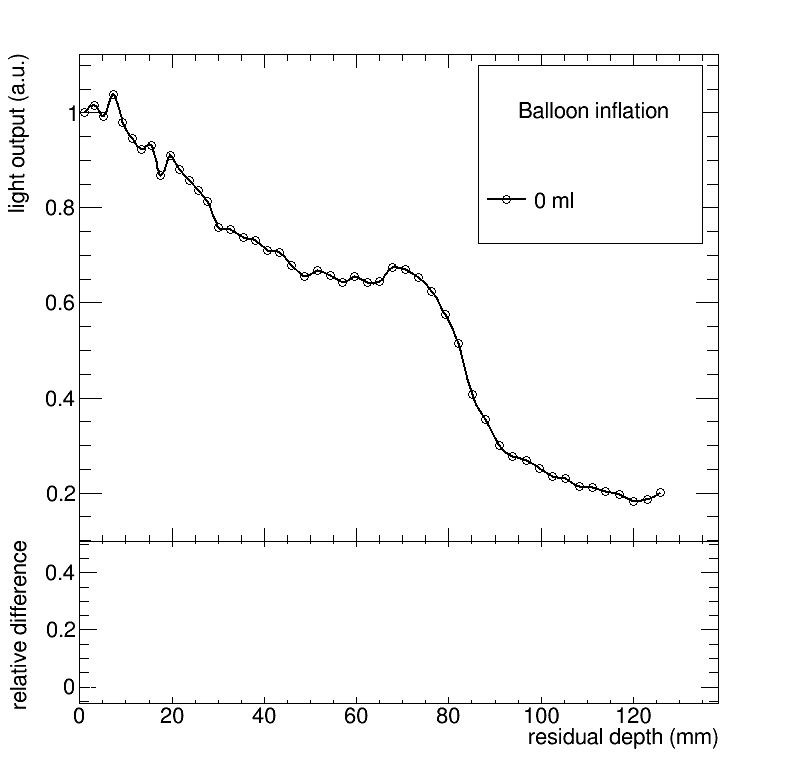 light output (a.u.)
1
0.8
0.6
0.4
0.2
Balloon inflation
0 ml
relative difference
0.4
0.2
0
0 20 40 60 80 100 120
residual depth (mm)